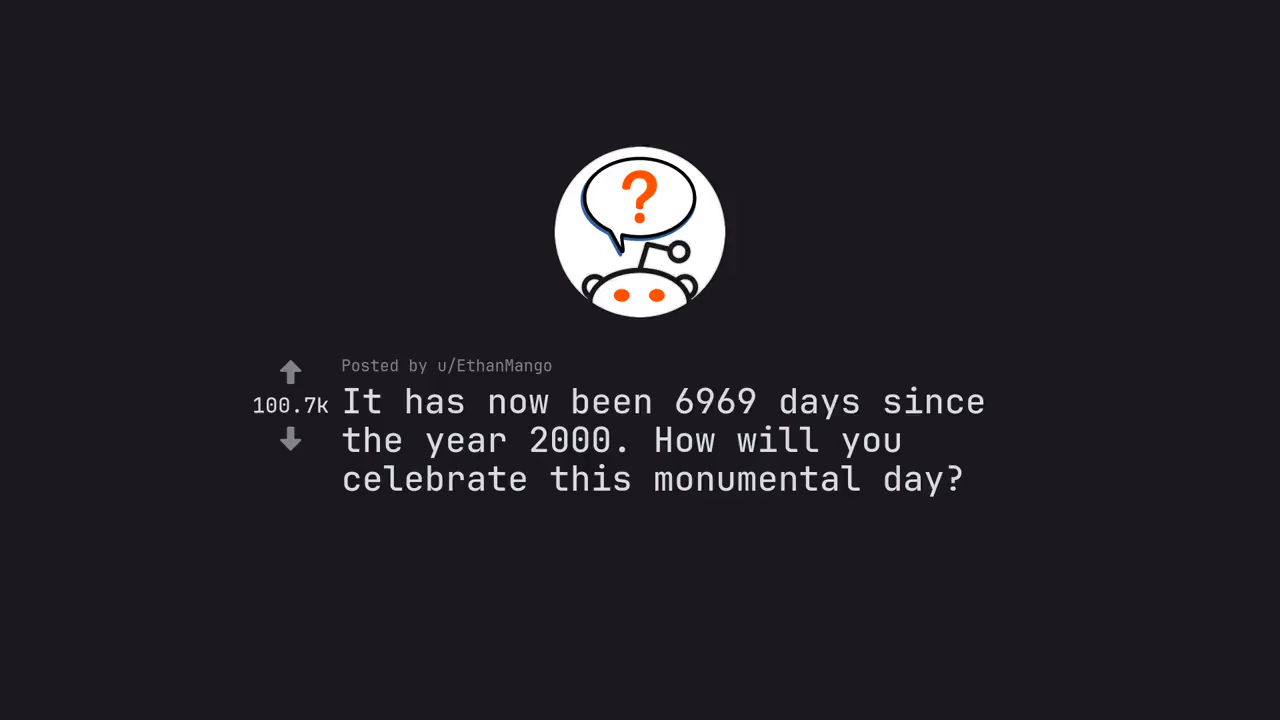 ?
Posted by u/EthanMango
100.7k
It has now been 6969 days since
the year 2000. How will you
celebrate this monumental day?